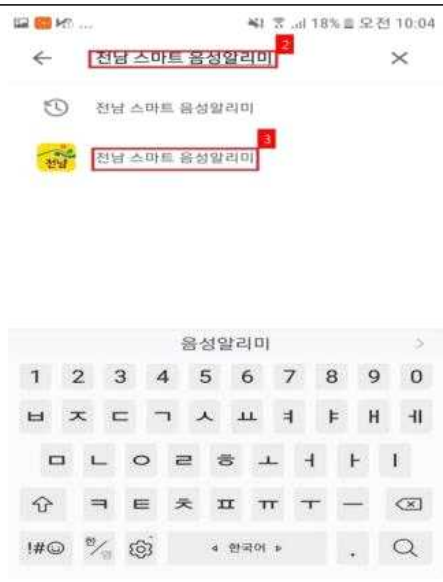 18% 오전 10:04
전남 스마트 음성알리미
2
전남 스마트 음성알리미
3
전남
전남 스마트 음성알리미
음성알리미
1 2 3 4 5 6 7 8 9 0
ㅂ ㅈ ㄷ ㄱ ㅅ ㅛ ㅕ ㅑ ㅐ ㅔ
ㅁ ㄴ ㅇ ㄹ ㅎ ㅗ ㅓ ㅏ ㅣ
ㅋ ㅌ ㅊ ㅍ ㅠ ㅜ ㅡ
!#☺ 한/영 한국어 .